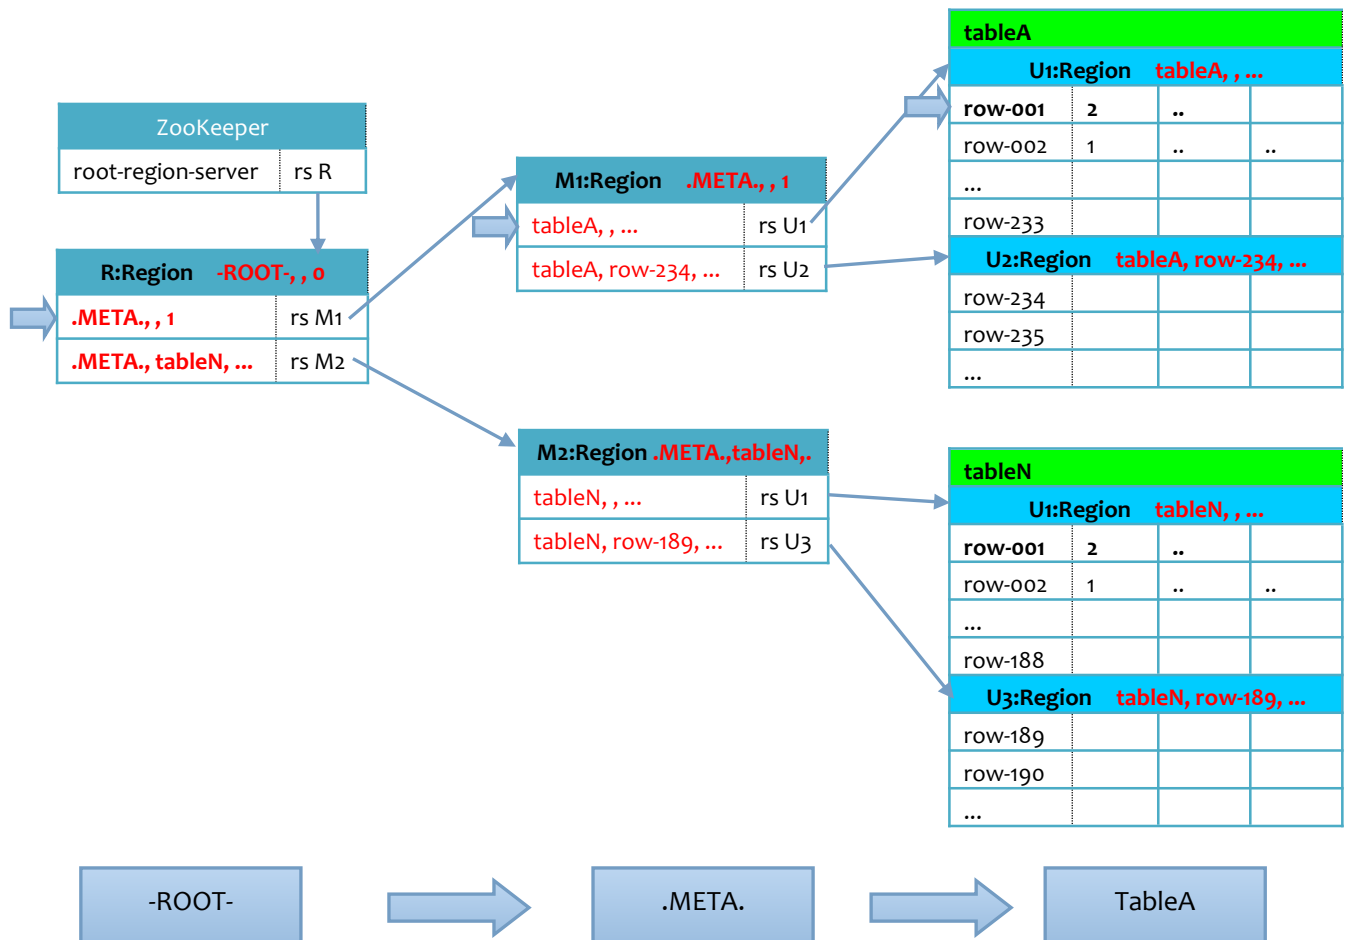 ZooKeeper
root-region-server rs R
R:Region -ROOT-, , 0
.META., , 1 rs M1
.META., tableN, ... rs M2
M1:Region .META., , 1
tableA, , ... rs U1
tableA, row-234, ... rs U2
M2:Region .META.,tableN,.
tableN, , ... rs U1
tableN, row-189, ... rs U3
tableA
U1:Region tableA, , ...
row-001 2 ..
row-002 1 .. ..
...
row-233
U2:Region tableA, row-234, ...
row-234
row-235
...
tableN
U1:Region tableN, , ...
row-001 2 ..
row-002 1 .. ..
...
row-188
U3:Region tableN, row-189, ...
row-189
row-190
...
-ROOT-
.META.
TableA